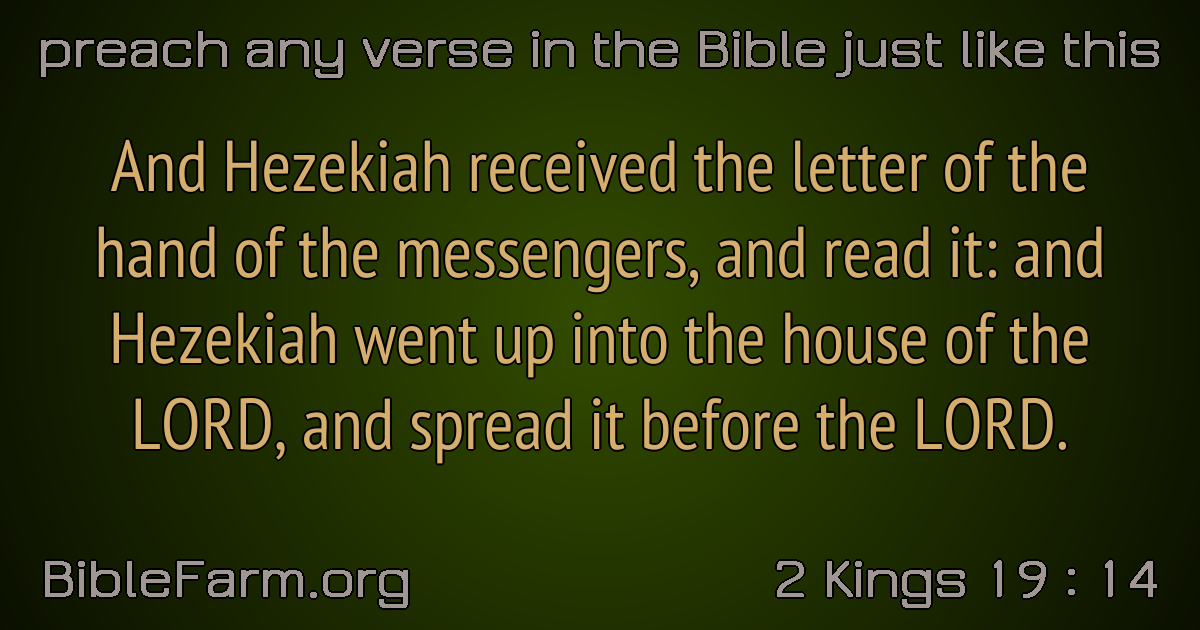 preach any verse in the Bible just like this
And Hezekiah received the letter of the
hand of the messengers, and read it: and
Hezekiah went up into the house of the
LORD, and spread it before the LORD.
BibleFarm.org
2 Kings 19 : 14